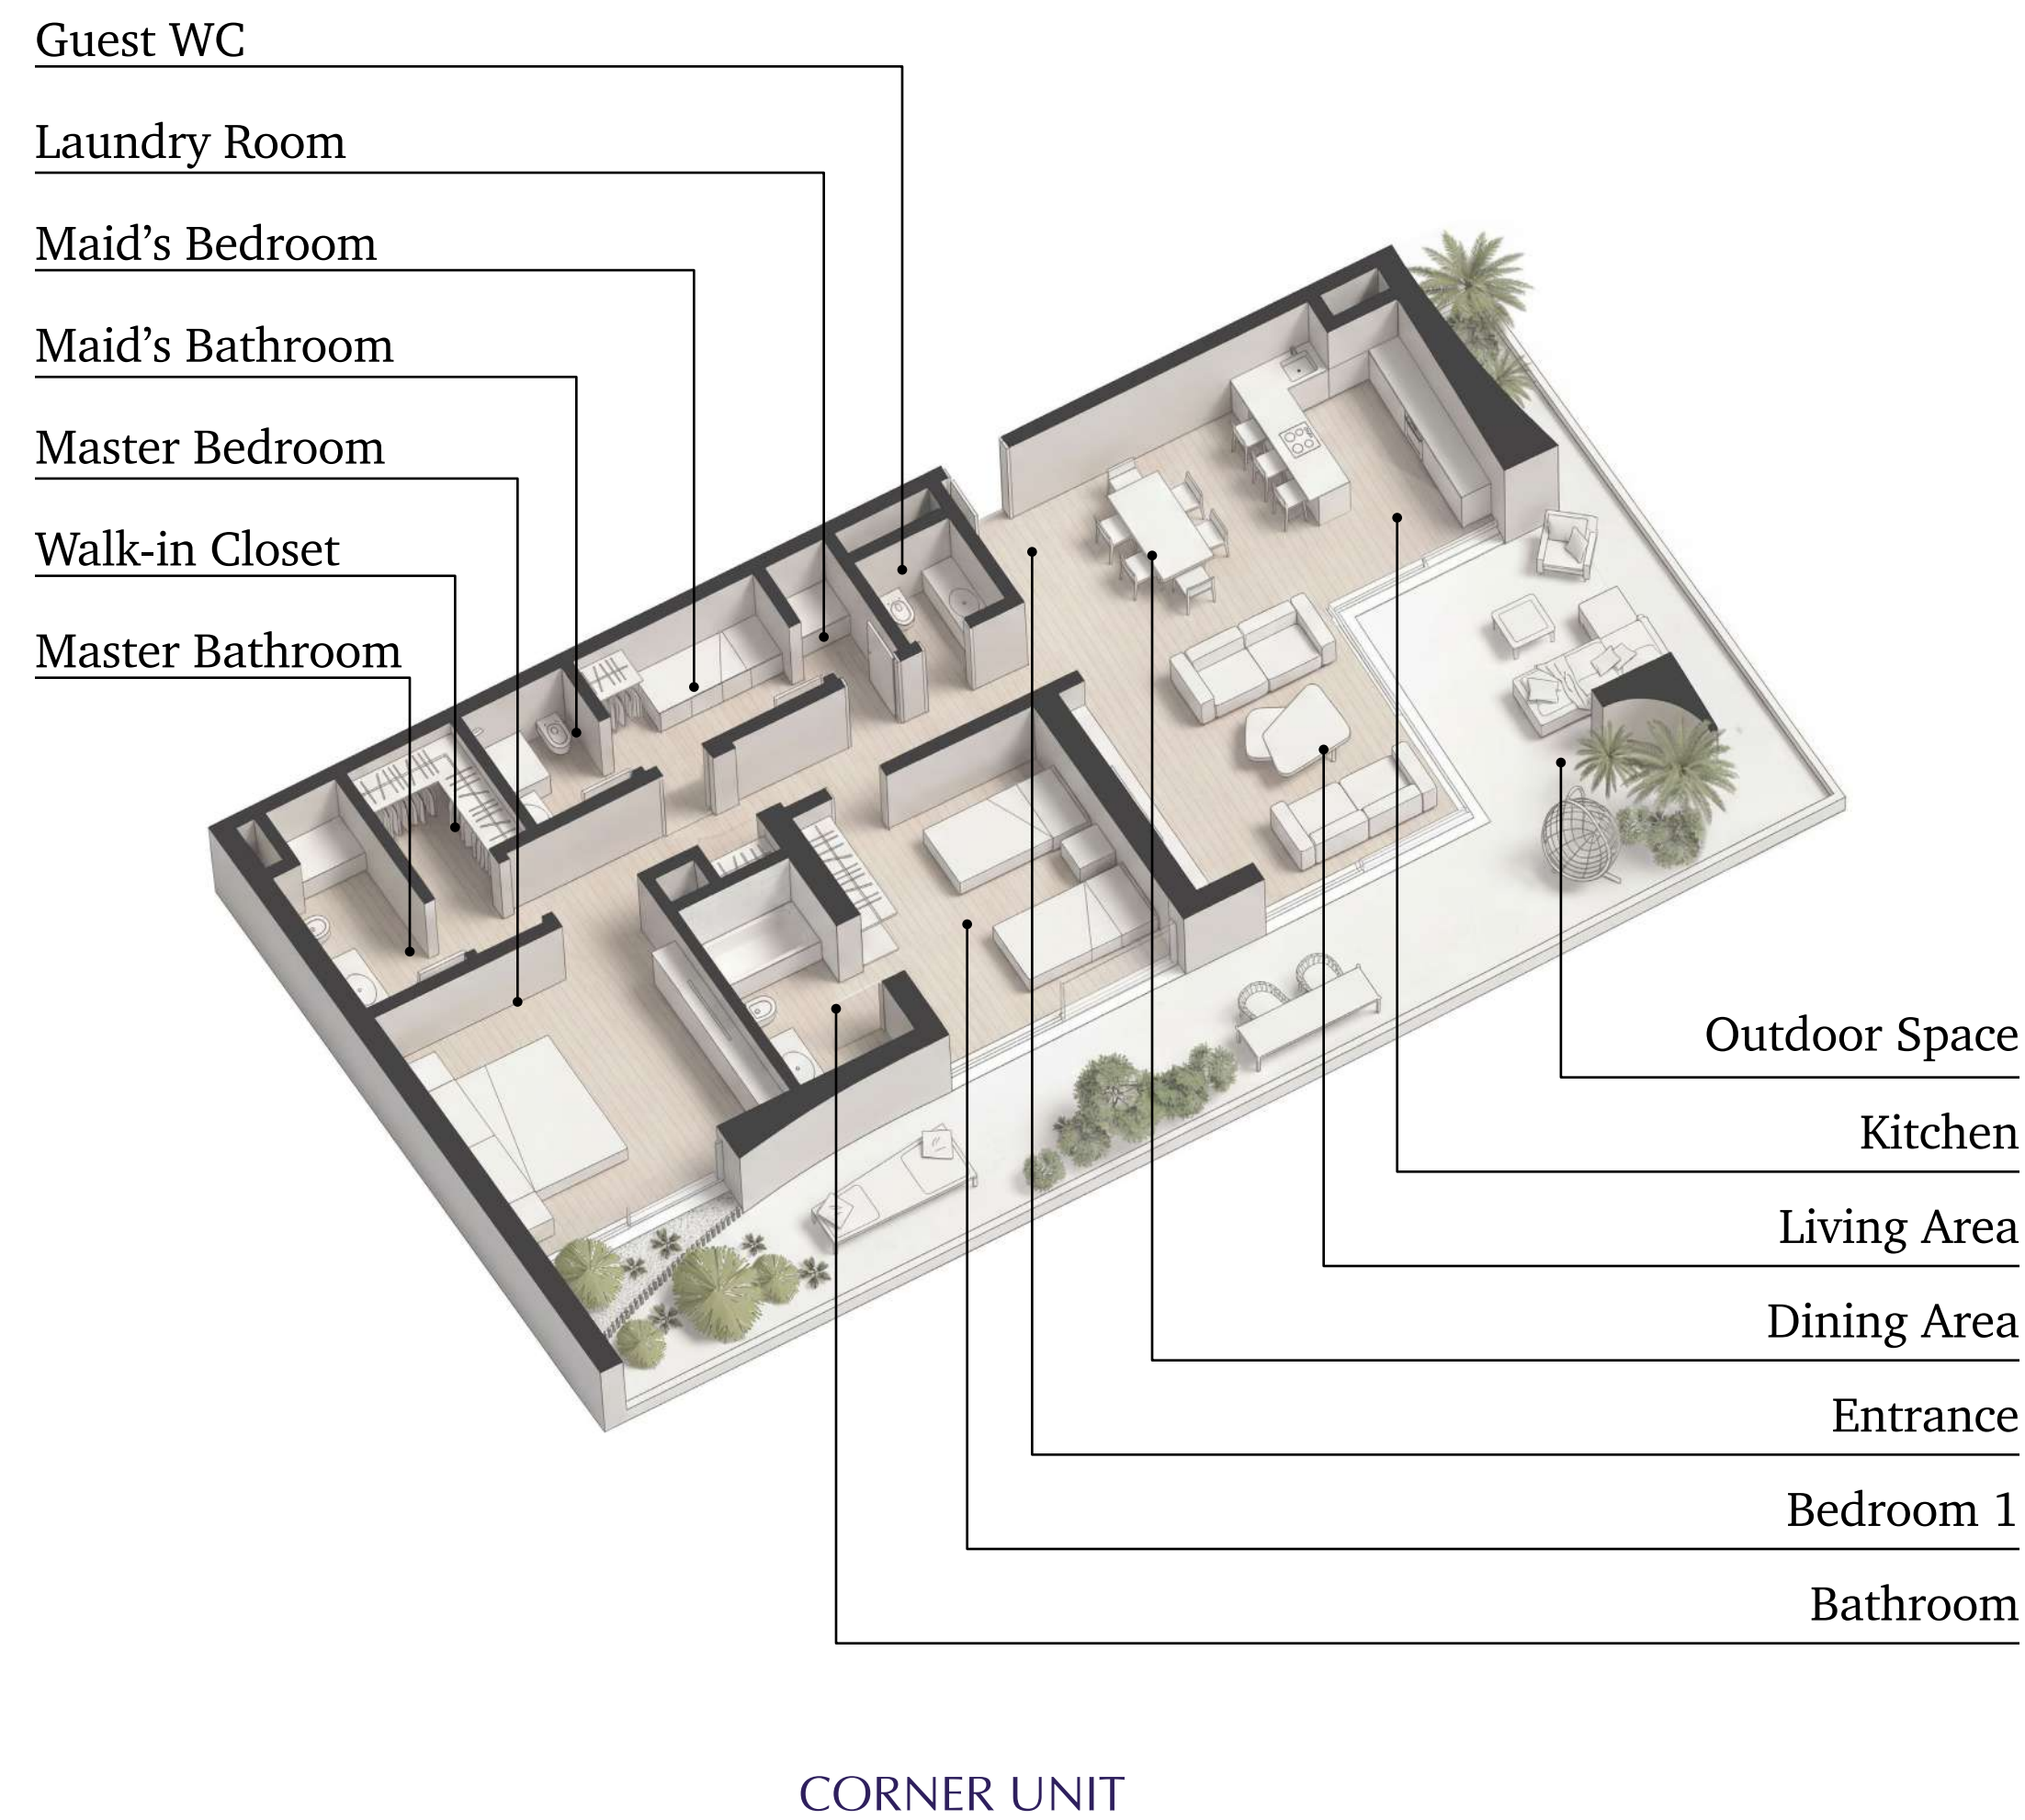 Guest WC
Laundry Room
Maid’s Bedroom
Maid’s Bathroom
Master Bedroom
Walk-in Closet
Master Bathroom
Outdoor Space
Kitchen
Living Area
Dining Area
Entrance
Bedroom 1
Bathroom
CORNER UNIT